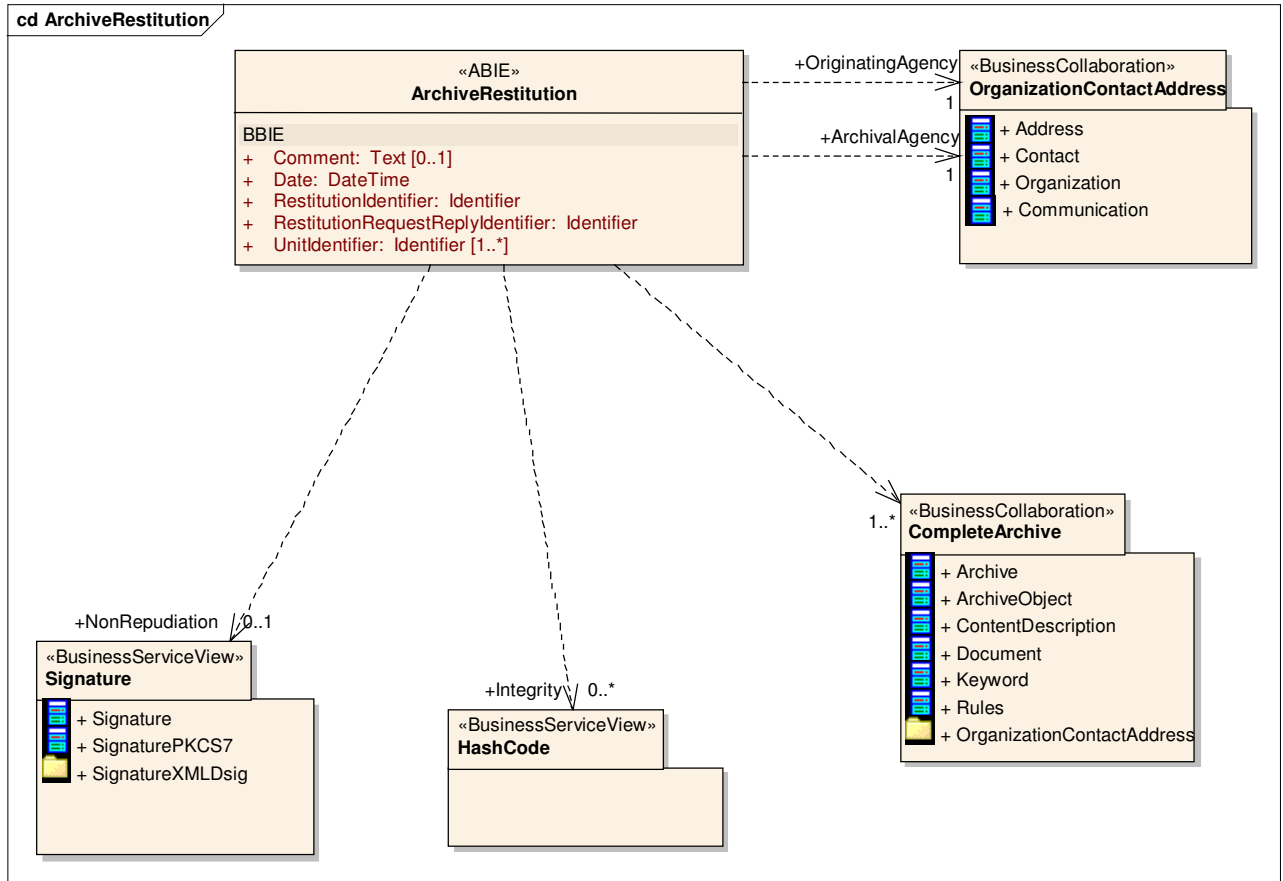 cd ArchiveRestitution
«ABIE»
ArchiveRestitution
BBIE
+ Comment: Text [0..1]
+ Date: DateTime
+ RestitutionIdentifier: Identifier
+ RestitutionRequestReplyIdentifier: Identifier
+ UnitIdentifier: Identifier [1..*]
+OriginatingAgency
1
+ArchivalAgency
1
«BusinessCollaboration»
OrganizationContactAddress
+ Address
+ Contact
+ Organization
+ Communication
+NonRepudiation 0..1
«BusinessServiceView»
Signature
+ Signature
+ SignaturePKCS7
+ SignatureXMLDsig
+Integrity 0..*
«BusinessServiceView»
HashCode
1..*
«BusinessCollaboration»
CompleteArchive
+ Archive
+ ArchiveObject
+ ContentDescription
+ Document
+ Keyword
+ Rules
+ OrganizationContactAddress